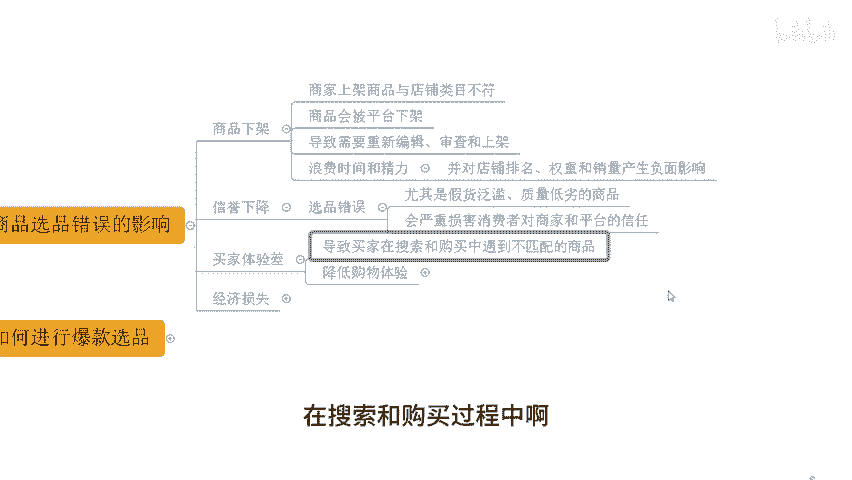 商家上架商品与店铺类目不符
商品下架
商品会被平台下架
导致需要重新编辑、审查和上架
浪费时间和精力 并对店铺排名、权重和销量产生负面影响
尤其是假货泛滥、质量低劣的商品
信誉下降 选品错误
会严重损害消费者对商家和平台的信任
商品选品错误的影响
导致买家在搜索和购买中遇到不匹配的商品
买家体验差
降低购物体验
经济损失
如何进行爆款选品
在搜索和购买过程中啊